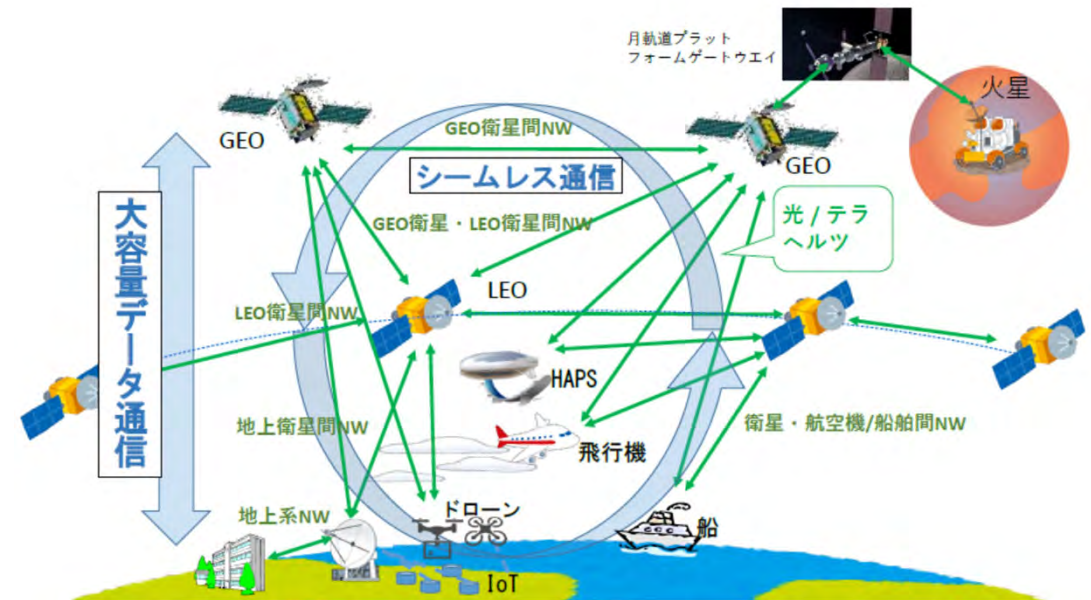 月軌道プラット
フォームゲートウエイ
火星
GEO
GEO衛星間NW
GEO
シームレス通信
光 / テラ
ヘルツ
GEO衛星・LEO衛星間NW
大容量データ通信
LEO
LEO衛星間NW
HAPS
地上衛星間NW
飛行機
衛星・航空機/船舶間NW
地上系NW
ドローン
船
IoT